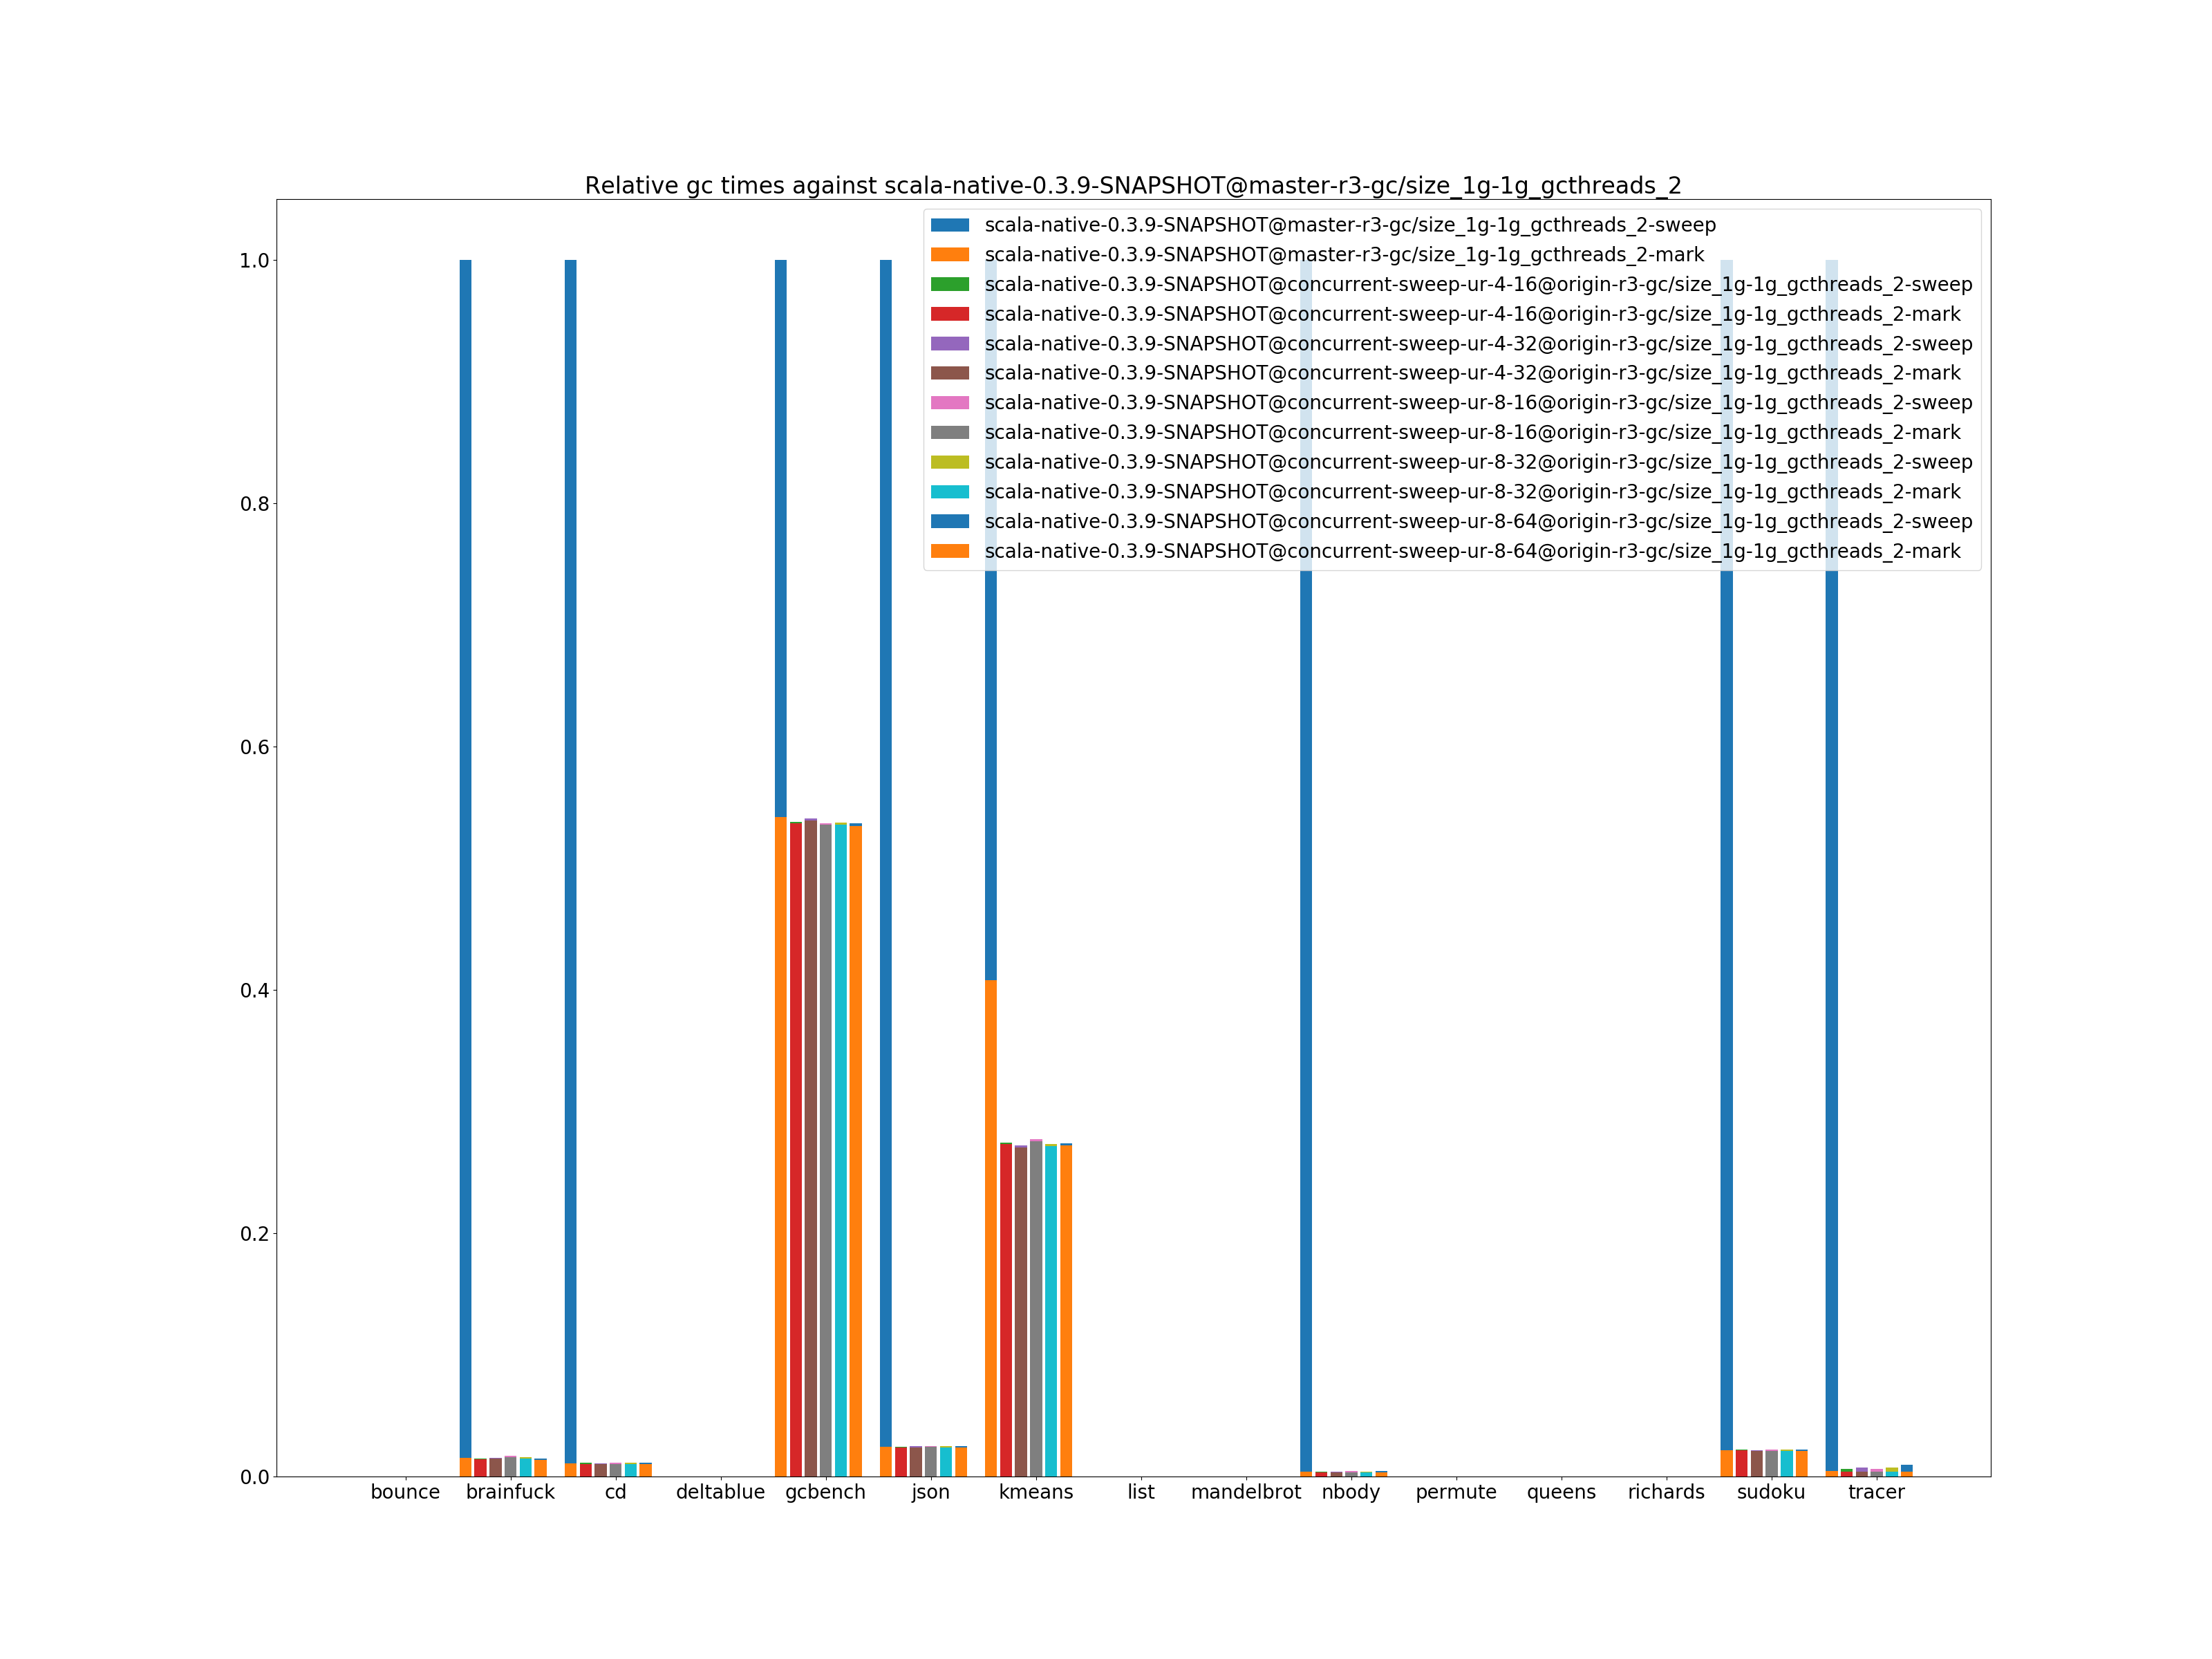 Relative gc times against scala-native-0.3.9-SNAPSHOT@master-r3-gc/size_1g-1g_gcthreads_2
scala-native-0.3.9-SNAPSHOT@master-r3-gc/size_1g-1g_gcthreads_2-sweep
scala-native-0.3.9-SNAPSHOT@master-r3-gc/size_1g-1g_gcthreads_2-mark
scala-native-0.3.9-SNAPSHOT@concurrent-sweep-ur-4-16@origin-r3-gc/size_1g-1g_gcthreads_2-sweep
scala-native-0.3.9-SNAPSHOT@concurrent-sweep-ur-4-16@origin-r3-gc/size_1g-1g_gcthreads_2-mark
scala-native-0.3.9-SNAPSHOT@concurrent-sweep-ur-4-32@origin-r3-gc/size_1g-1g_gcthreads_2-sweep
scala-native-0.3.9-SNAPSHOT@concurrent-sweep-ur-4-32@origin-r3-gc/size_1g-1g_gcthreads_2-mark
scala-native-0.3.9-SNAPSHOT@concurrent-sweep-ur-8-16@origin-r3-gc/size_1g-1g_gcthreads_2-sweep
scala-native-0.3.9-SNAPSHOT@concurrent-sweep-ur-8-16@origin-r3-gc/size_1g-1g_gcthreads_2-mark
scala-native-0.3.9-SNAPSHOT@concurrent-sweep-ur-8-32@origin-r3-gc/size_1g-1g_gcthreads_2-sweep
scala-native-0.3.9-SNAPSHOT@concurrent-sweep-ur-8-32@origin-r3-gc/size_1g-1g_gcthreads_2-mark
scala-native-0.3.9-SNAPSHOT@concurrent-sweep-ur-8-64@origin-r3-gc/size_1g-1g_gcthreads_2-sweep
scala-native-0.3.9-SNAPSHOT@concurrent-sweep-ur-8-64@origin-r3-gc/size_1g-1g_gcthreads_2-mark
1.0
0.8
0.6
0.4
0.2
0.0
bounce brainfuck cd deltablue gcbench json kmeans list mandelbrot nbody permute queens richards sudoku tracer